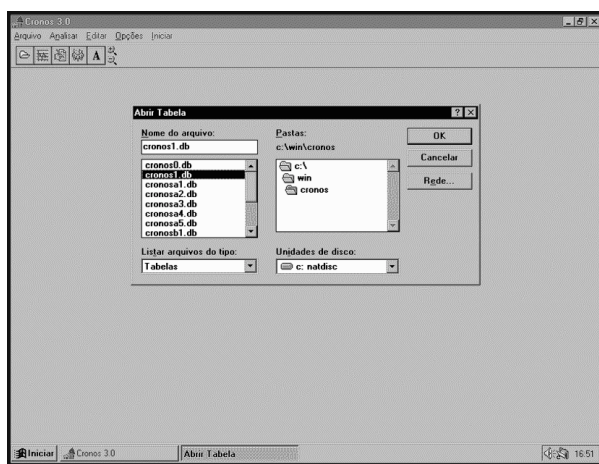 Cronos 3.0
Arquivo Analisar Editar Opções Iniciar
A
Abrir Tabela
Nome do arquivo:
cronos1.db
cronos0.db
cronos1.db
cronosa1.db
cronosa2.db
cronosa3.db
cronosa4.db
cronosa5.db
cronosb1.db
Listar arquivos do tipo:
Tabelas
Pastas:
c:\win\cronos
c:\
win
cronos
Unidades de disco:
c: natdisc
OK
Cancelar
Rede...
Iniciar Cronos 3.0 Abrir Tabela 16:51